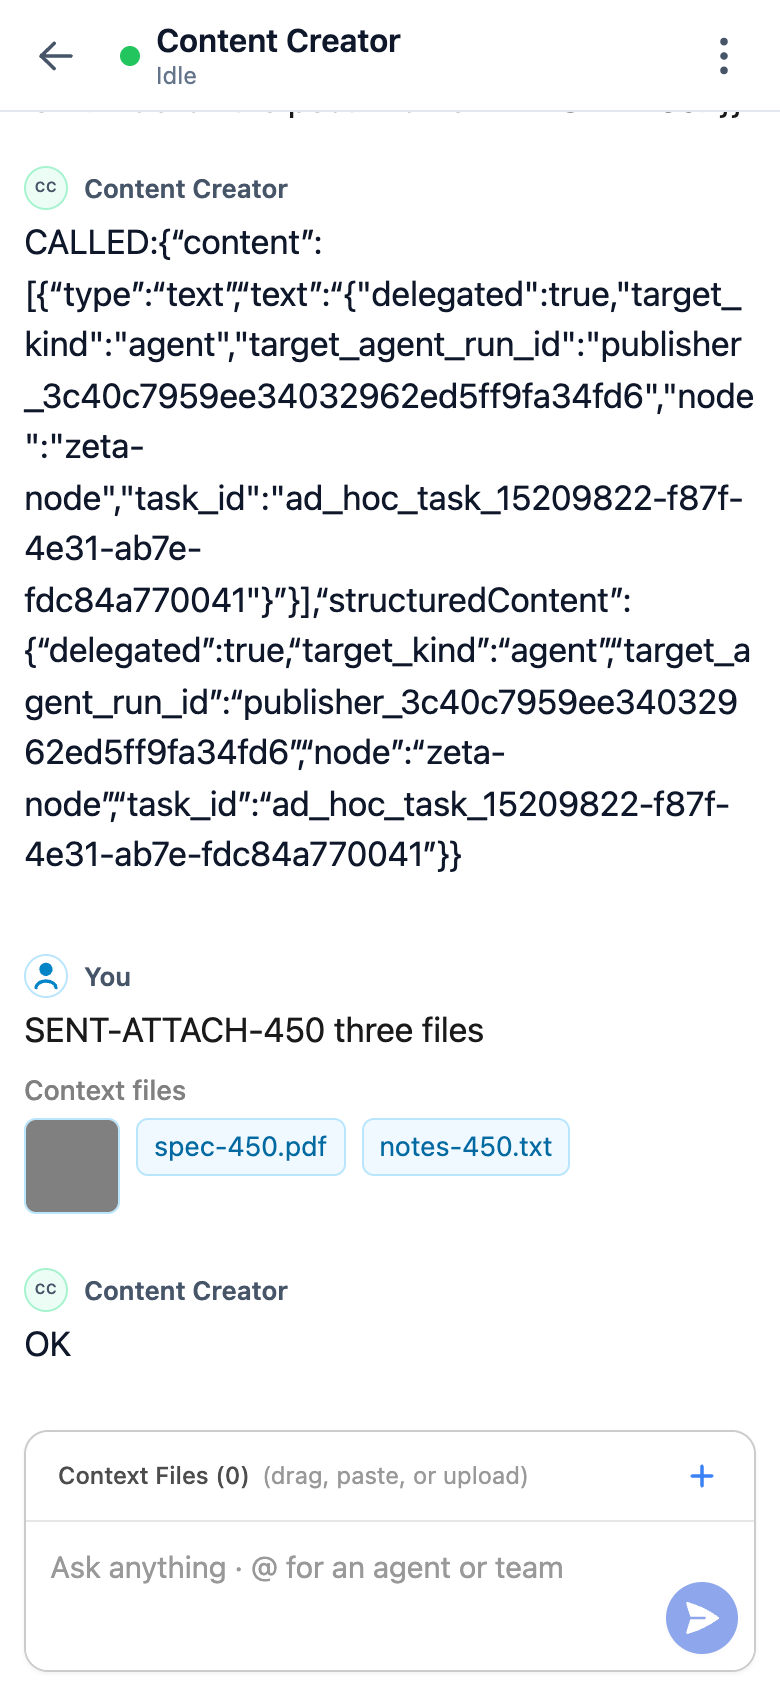 Content Creator
Idle
CC Content Creator
CALLED:{“content”:
[{“type”:“text”,“text”:“{"delegated":true,"target_
kind":"agent","target_agent_run_id":"publisher
_3c40c7959ee34032962ed5ff9fa34fd6","node
":"zeta-
node","task_id":"ad_hoc_task_15209822-f87f-
4e31-ab7e-
fdc84a770041"}”}],“structuredContent”:
{“delegated”:true,“target_kind”:“agent”,“target_a
gent_run_id”:“publisher_3c40c7959ee340329
62ed5ff9fa34fd6”,“node”:“zeta-
node”,“task_id”:“ad_hoc_task_15209822-f87f-
4e31-ab7e-fdc84a770041”}}
You
SENT-ATTACH-450 three files
Context files
spec-450.pdf notes-450.txt
CC Content Creator
OK
Context Files (0) (drag, paste, or upload)
Ask anything · @ for an agent or team